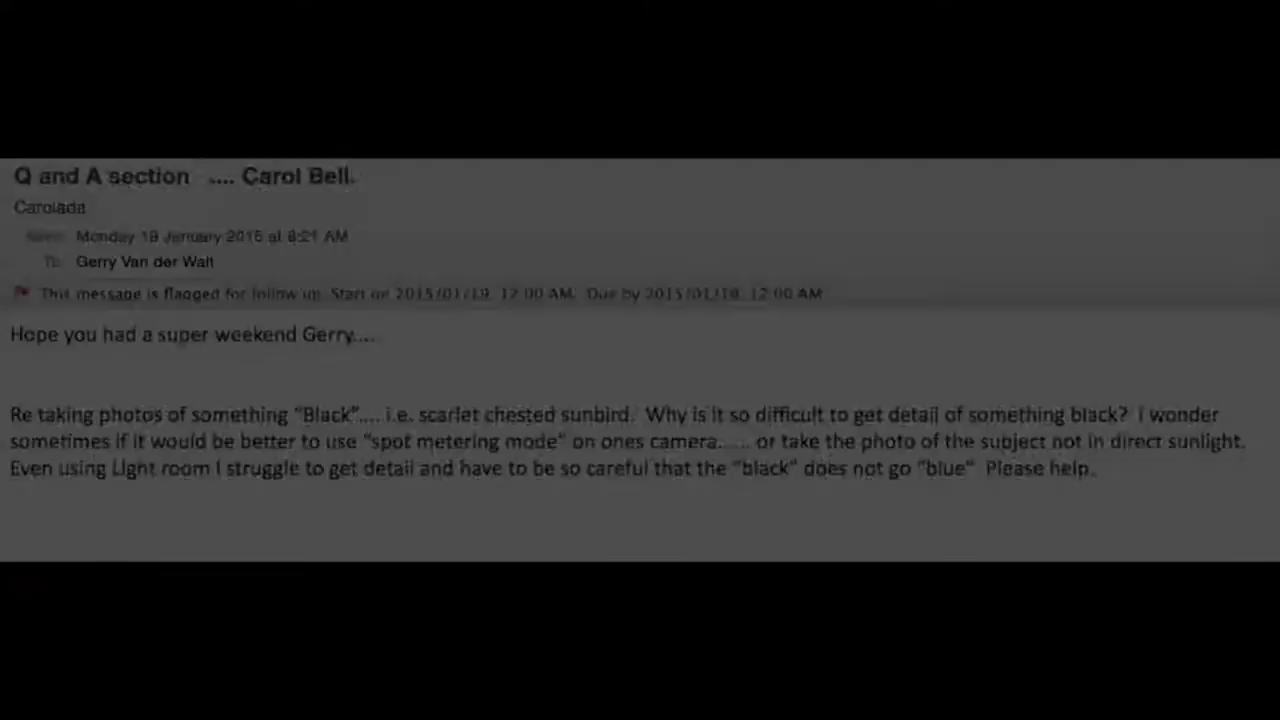 Q and A section .... Carol Bell.
Carolada
Sent: Monday 19 January 2015 at 8:21 AM
To: Gerry Van der Walt
This message is flagged for follow up. Start on 2015/01/19, 12:00 AM. Due by 2015/01/19, 12:00 AM
Hope you had a super weekend Gerry....
Re taking photos of something "Black".... i.e. scarlet chested sunbird. Why is it so difficult to get detail of something black? I wonder
sometimes if it would be better to use "spot metering mode" on ones camera...... or take the photo of the subject not in direct sunlight.
Even using Light room I struggle to get detail and have to be so careful that the "black" does not go "blue" Please help.